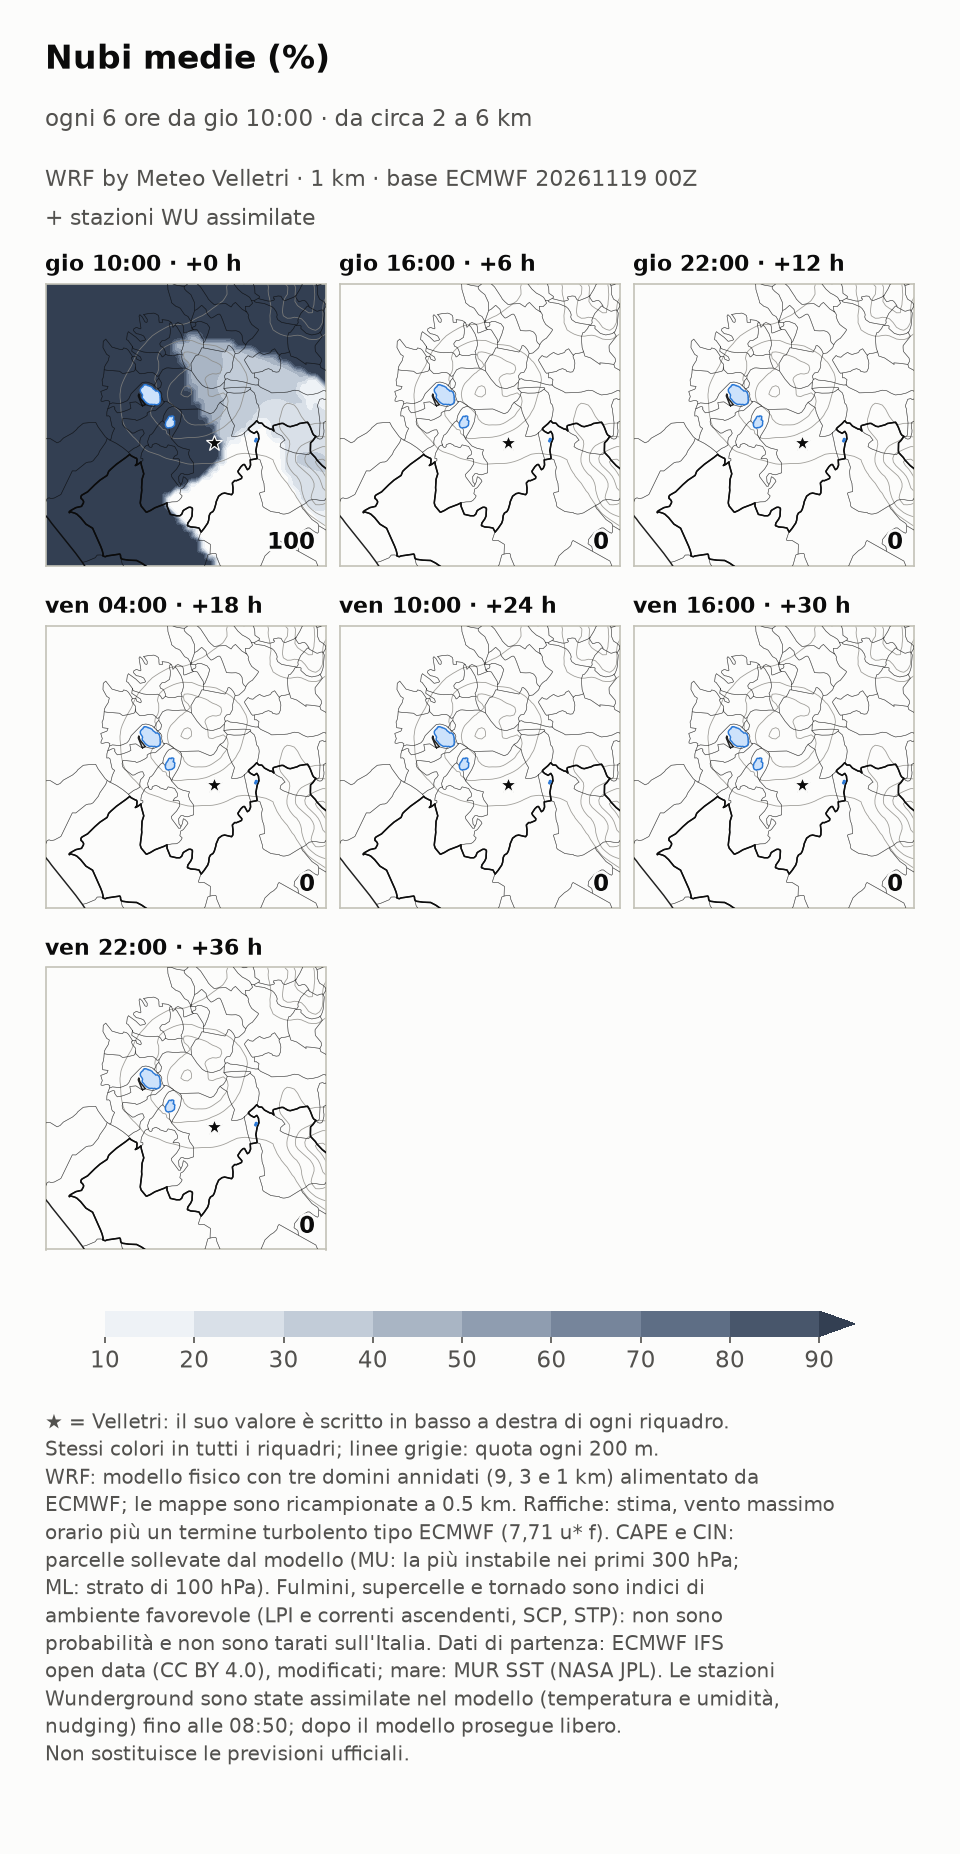 Nubi medie (%)
ogni 6 ore da gio 10:00 · da circa 2 a 6 km
WRF by Meteo Velletri · 1 km · base ECMWF 20261119 00Z
+ stazioni WU assimilate
gio 10:00 · +0 h
gio 16:00 · +6 h
gio 22:00 · +12 h
100
0
0
ven 04:00 · +18 h
ven 10:00 · +24 h
ven 16:00 · +30 h
0
0
0
ven 22:00 · +36 h
0
10 20 30 40 50 60 70 80 90
★ = Velletri: il suo valore è scritto in basso a destra di ogni riquadro.
Stessi colori in tutti i riquadri; linee grigie: quota ogni 200 m.
WRF: modello fisico con tre domini annidati (9, 3 e 1 km) alimentato da
ECMWF; le mappe sono ricampionate a 0.5 km. Raffiche: stima, vento massimo
orario più un termine turbolento tipo ECMWF (7,71 u* f). CAPE e CIN:
parcelle sollevate dal modello (MU: la più instabile nei primi 300 hPa;
ML: strato di 100 hPa). Fulmini, supercelle e tornado sono indici di
ambiente favorevole (LPI e correnti ascendenti, SCP, STP): non sono
probabilità e non sono tarati sull'Italia. Dati di partenza: ECMWF IFS
open data (CC BY 4.0), modificati; mare: MUR SST (NASA JPL). Le stazioni
Wunderground sono state assimilate nel modello (temperatura e umidità,
nudging) fino alle 08:50; dopo il modello prosegue libero.
Non sostituisce le previsioni ufficiali.